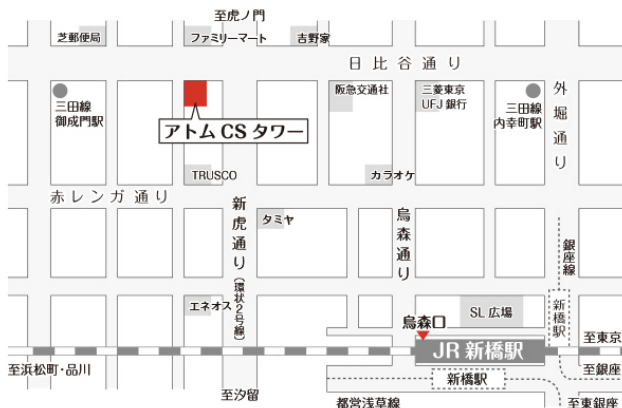 至虎ノ門
芝郵便局
ファミリーマート
吉野家
日比谷通り
三田線
御成門駅
阪急交通社
三菱東京
UFJ銀行
三田線
内幸町駅
外堀通り
アトムCSタワー
TRUSCO
カラオケ
赤レンガ通り
新虎通り(環状2号線)
タミヤ
烏森通り
銀座線
エネオス
SL広場
新橋駅
烏森口
JR新橋駅
至東京
至浜松町・品川
新橋駅
至銀座
至汐留
都営浅草線
至東銀座